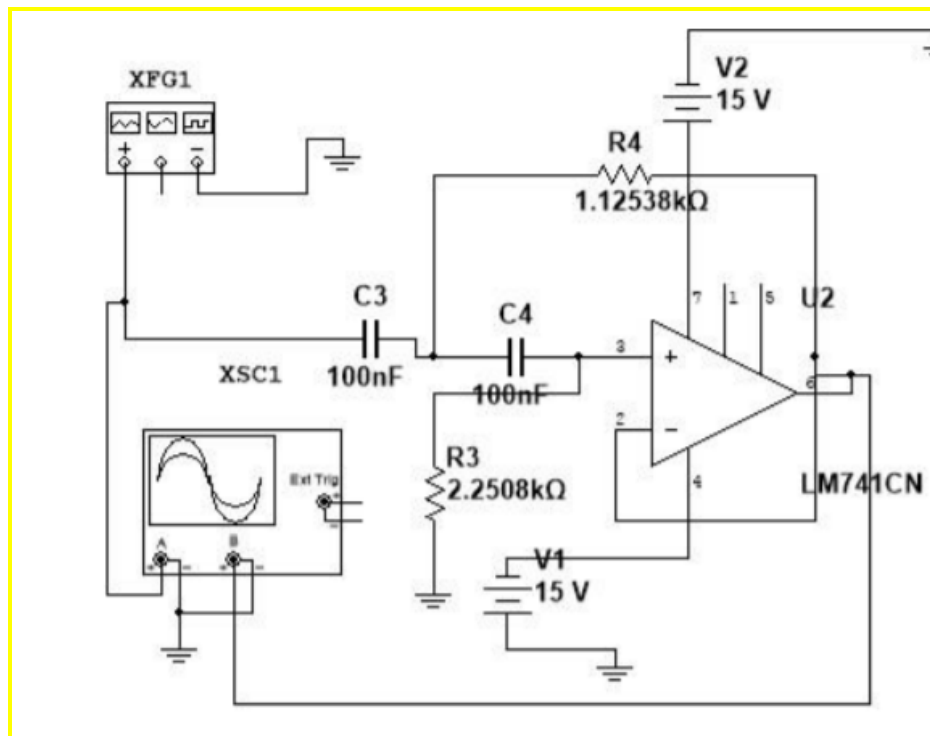 V2
15 V
XFG1
+
−
R4
1.12538kΩ
7
1
5
U2
C3
C4
3
+
XSC1
100nF
100nF
6
2
−
R3
2.2508kΩ
Ext Trig
+
−
4
LM741CN
A
B
+
−
+
−
V1
15 V